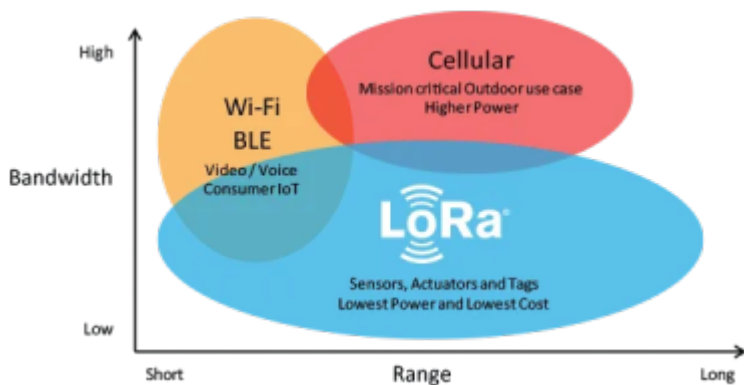 High
Bandwidth
Low
Wi-Fi
BLE
Video / Voice
Consumer IoT
Cellular
Mission critical Outdoor use case
Higher Power
LoRa®
Sensors, Actuators and Tags
Lowest Power and Lowest Cost
Short
Range
Long